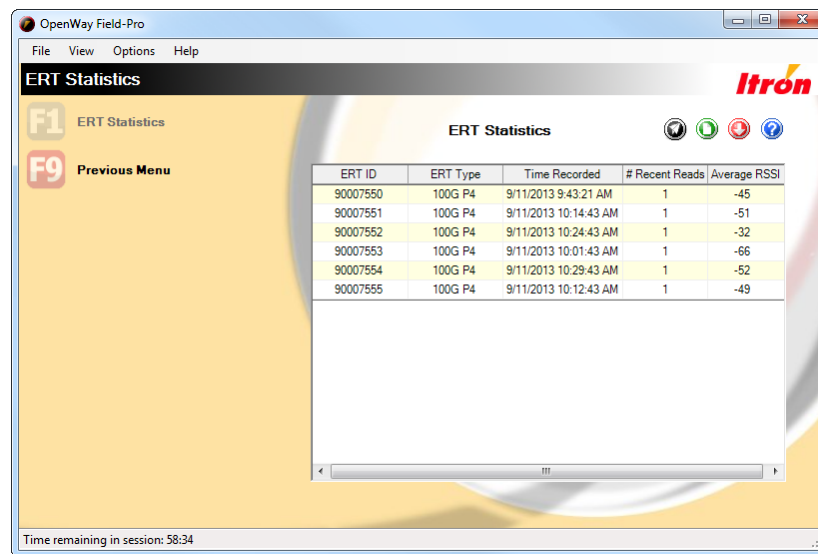 OpenWay Field-Pro
File View Options Help
ERT Statistics
Itrón
F1 ERT Statistics
F9 Previous Menu
ERT Statistics
ERT ID ERT Type Time Recorded # Recent Reads Average RSSI
90007550 100G P4 9/11/2013 9:43:21 AM 1 -45
90007551 100G P4 9/11/2013 10:14:43 AM 1 -51
90007552 100G P4 9/11/2013 10:24:43 AM 1 -32
90007553 100G P4 9/11/2013 10:01:43 AM 1 -66
90007554 100G P4 9/11/2013 10:29:43 AM 1 -52
90007555 100G P4 9/11/2013 10:12:43 AM 1 -49
Time remaining in session: 58:34